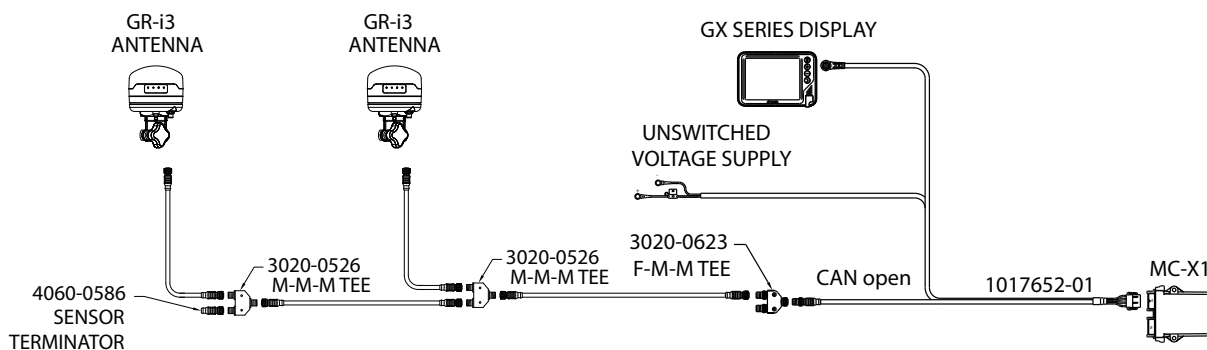 GR-i3
ANTENNA
GR-i3
ANTENNA
GX SERIES DISPLAY
UNSWITCHED
VOLTAGE SUPPLY
3020-0526
M-M-M TEE
3020-0526
M-M-M TEE
3020-0623
F-M-M TEE
CAN open
1017652-01
MC-X1
4060-0586
SENSOR
TERMINATOR